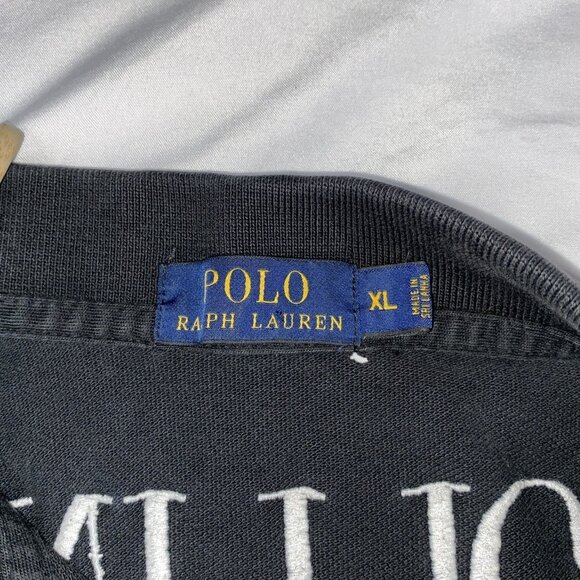 POLO
RALPH LAUREN
XL
MADE IN
SRI LANKA